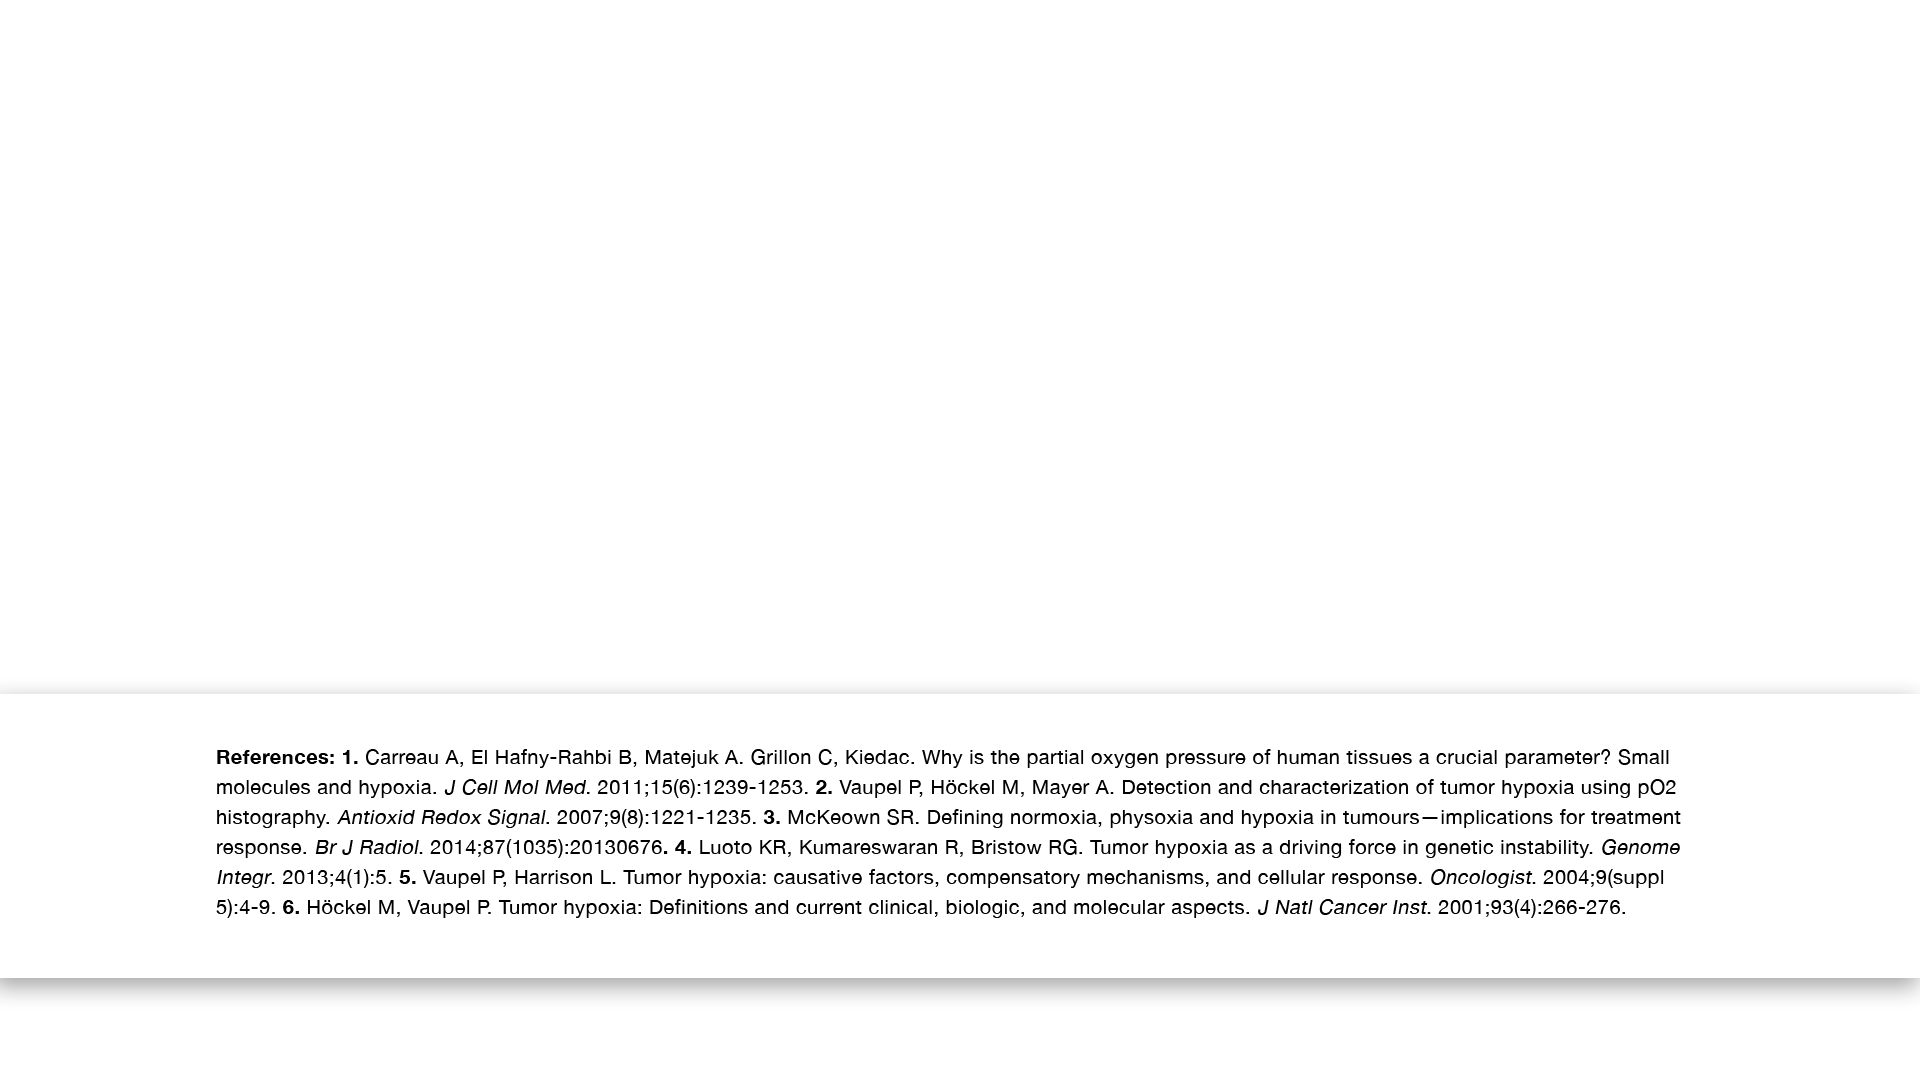 References: 1. Carreau A, El Hafny-Rahbi B, Matejuk A. Grillon C, Kiedac. Why is the partial oxygen pressure of human tissues a crucial parameter? Small
molecules and hypoxia. J Cell Mol Med. 2011;15(6):1239-1253. 2. Vaupel P, Höckel M, Mayer A. Detection and characterization of tumor hypoxia using pO2
histography. Antioxid Redox Signal. 2007;9(8):1221-1235. 3. McKeown SR. Defining normoxia, physoxia and hypoxia in tumours—implications for treatment
response. Br J Radiol. 2014;87(1035):20130676. 4. Luoto KR, Kumareswaran R, Bristow RG. Tumor hypoxia as a driving force in genetic instability. Genome
Integr. 2013;4(1):5. 5. Vaupel P, Harrison L. Tumor hypoxia: causative factors, compensatory mechanisms, and cellular response. Oncologist. 2004;9(suppl
5):4-9. 6. Höckel M, Vaupel P. Tumor hypoxia: Definitions and current clinical, biologic, and molecular aspects. J Natl Cancer Inst. 2001;93(4):266-276.